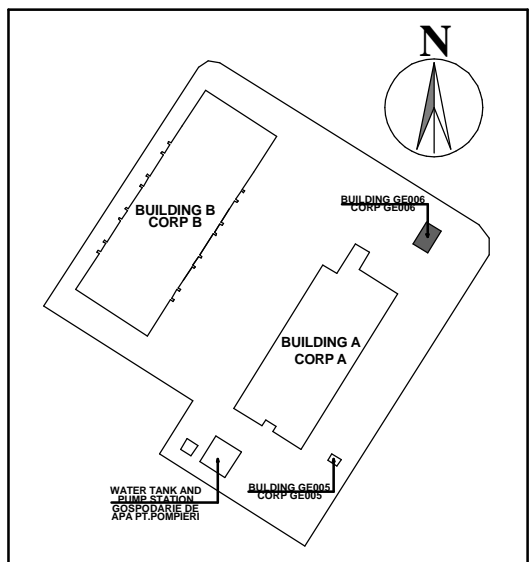 N
BUILDING GE006
CORP GE006
BUILDING B
CORP B
BUILDING A
CORP A
WATER TANK AND
PUMP STATION
GOSPODARIE DE
APA PT.POMPIERI
BUILDING GE005
CORP GE005